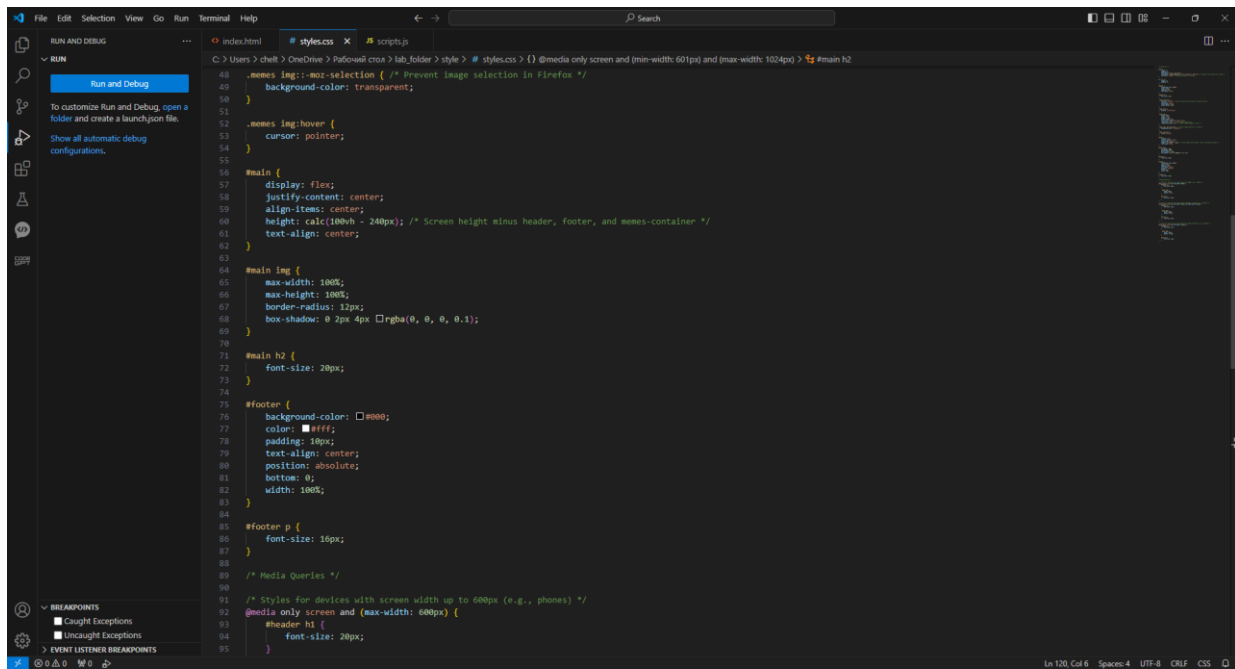 File Edit Selection View Go Run Terminal Help
Search
RUN AND DEBUG ...
RUN
Run and Debug
To customize Run and Debug, open a
folder and create a launch.json file.
Show all automatic debug
configurations.
index.html # styles.css JS scripts.js
C: > Users > chelt > OneDrive > Рабочий стол > lab_folder > style > # styles.css > {} @media only screen and (min-width: 601px) and (max-width: 1024px) > #main h2
48 .memes img::-moz-selection { /* Prevent image selection in Firefox */
49 background-color: transparent;
50 }
51
52 .memes img:hover {
53 cursor: pointer;
54 }
55
56 #main {
57 display: flex;
58 justify-content: center;
59 align-items: center;
60 height: calc(100vh - 240px); /* Screen height minus header, footer, and memes-container */
61 text-align: center;
62 }
63
64 #main img {
65 max-width: 100%;
66 max-height: 100%;
67 border-radius: 12px;
68 box-shadow: 0 2px 4px rgba(0, 0, 0, 0.1);
69 }
70
71 #main h2 {
72 font-size: 20px;
73 }
74
75 #footer {
76 background-color: #000;
77 color: #fff;
78 padding: 10px;
79 text-align: center;
80 position: absolute;
81 bottom: 0;
82 width: 100%;
83 }
84
85 #footer p {
86 font-size: 16px;
87 }
88
89 /* Media Queries */
90
91 /* Styles for devices with screen width up to 600px (e.g., phones) */
92 @media only screen and (max-width: 600px) {
93 #header h1 {
94 font-size: 20px;
95 }
BREAKPOINTS
Caught Exceptions
Uncaught Exceptions
EVENT LISTENER BREAKPOINTS
0 0 0 Ln 120, Col 6 Spaces: 4 UTF-8 CRLF CSS